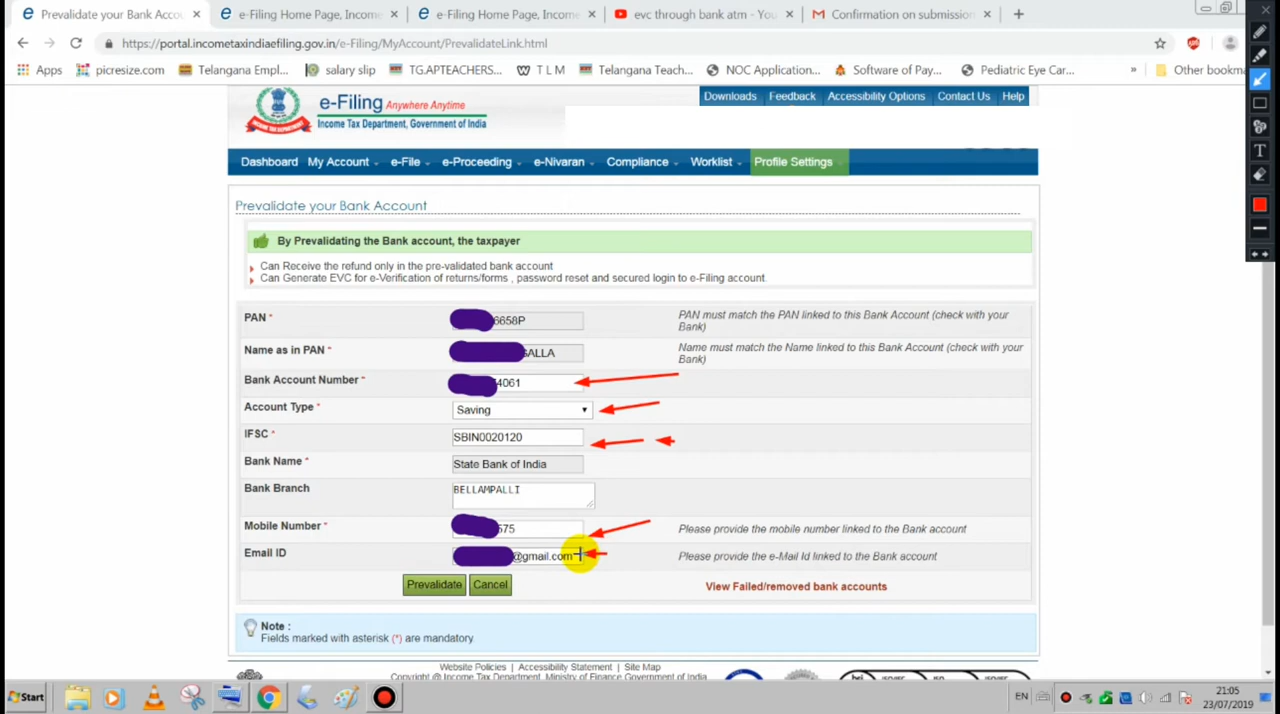 Prevalidate your Bank Accou
e-Filing Home Page, Income
e-Filing Home Page, Income
evc through bank atm - You
Confirmation on submission
https://portal.incometaxindiaefiling.gov.in/e-Filing/MyAccount/PrevalidateLink.html
Apps
picresize.com
Telangana Empl...
salary slip
TG.APTEACHERS...
T L M
Telangana Teach...
NOC Application...
Software of Pay...
Pediatric Eye Car...
»
Other bookma
e-Filing Anywhere Anytime
Income Tax Department, Government of India
Downloads Feedback Accessibility Options Contact Us Help
Dashboard My Account e-File e-Proceeding e-Nivaran Compliance Worklist Profile Settings
Prevalidate your Bank Account
By Prevalidating the Bank account, the taxpayer
Can Receive the refund only in the pre-validated bank account
Can Generate EVC for e-Verification of returns/forms , password reset and secured login to e-Filing account.
PAN * 6658P PAN must match the PAN linked to this Bank Account (check with your
Bank)
Name as in PAN * ALLA Name must match the Name linked to this Bank Account (check with your
Bank)
Bank Account Number * 4061
Account Type * Saving
IFSC * SBIN0020120
Bank Name * State Bank of India
Bank Branch BELLAMPALLI
Mobile Number * 575 Please provide the mobile number linked to the Bank account
Email ID @gmail.com Please provide the e-Mail Id linked to the Bank account
Prevalidate Cancel View Failed/removed bank accounts
Note :
Fields marked with asterisk (*) are mandatory.
Website Policies | Accessibility Statement | Site Map
Copyright @ Income Tax Department, Ministry of Finance Government of India
Start
EN
21:05
23/07/2019
T